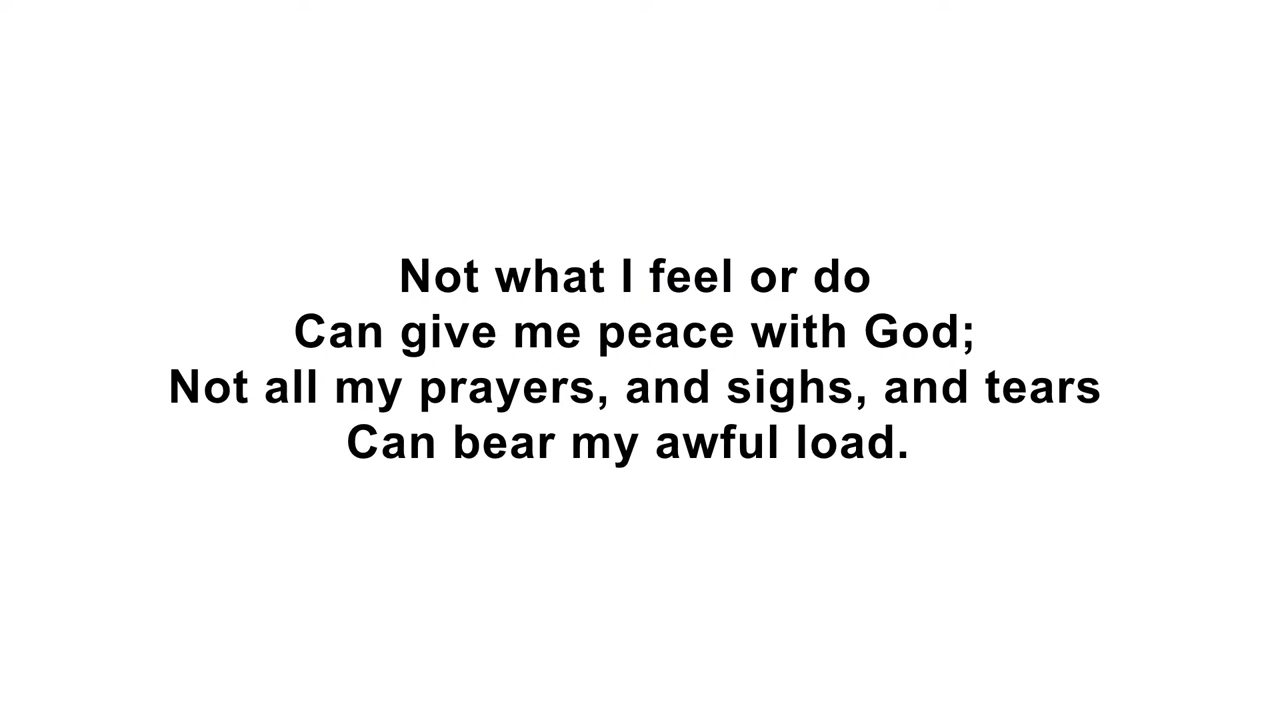 Not what I feel or do
Can give me peace with God;
Not all my prayers, and sighs, and tears
Can bear my awful load.